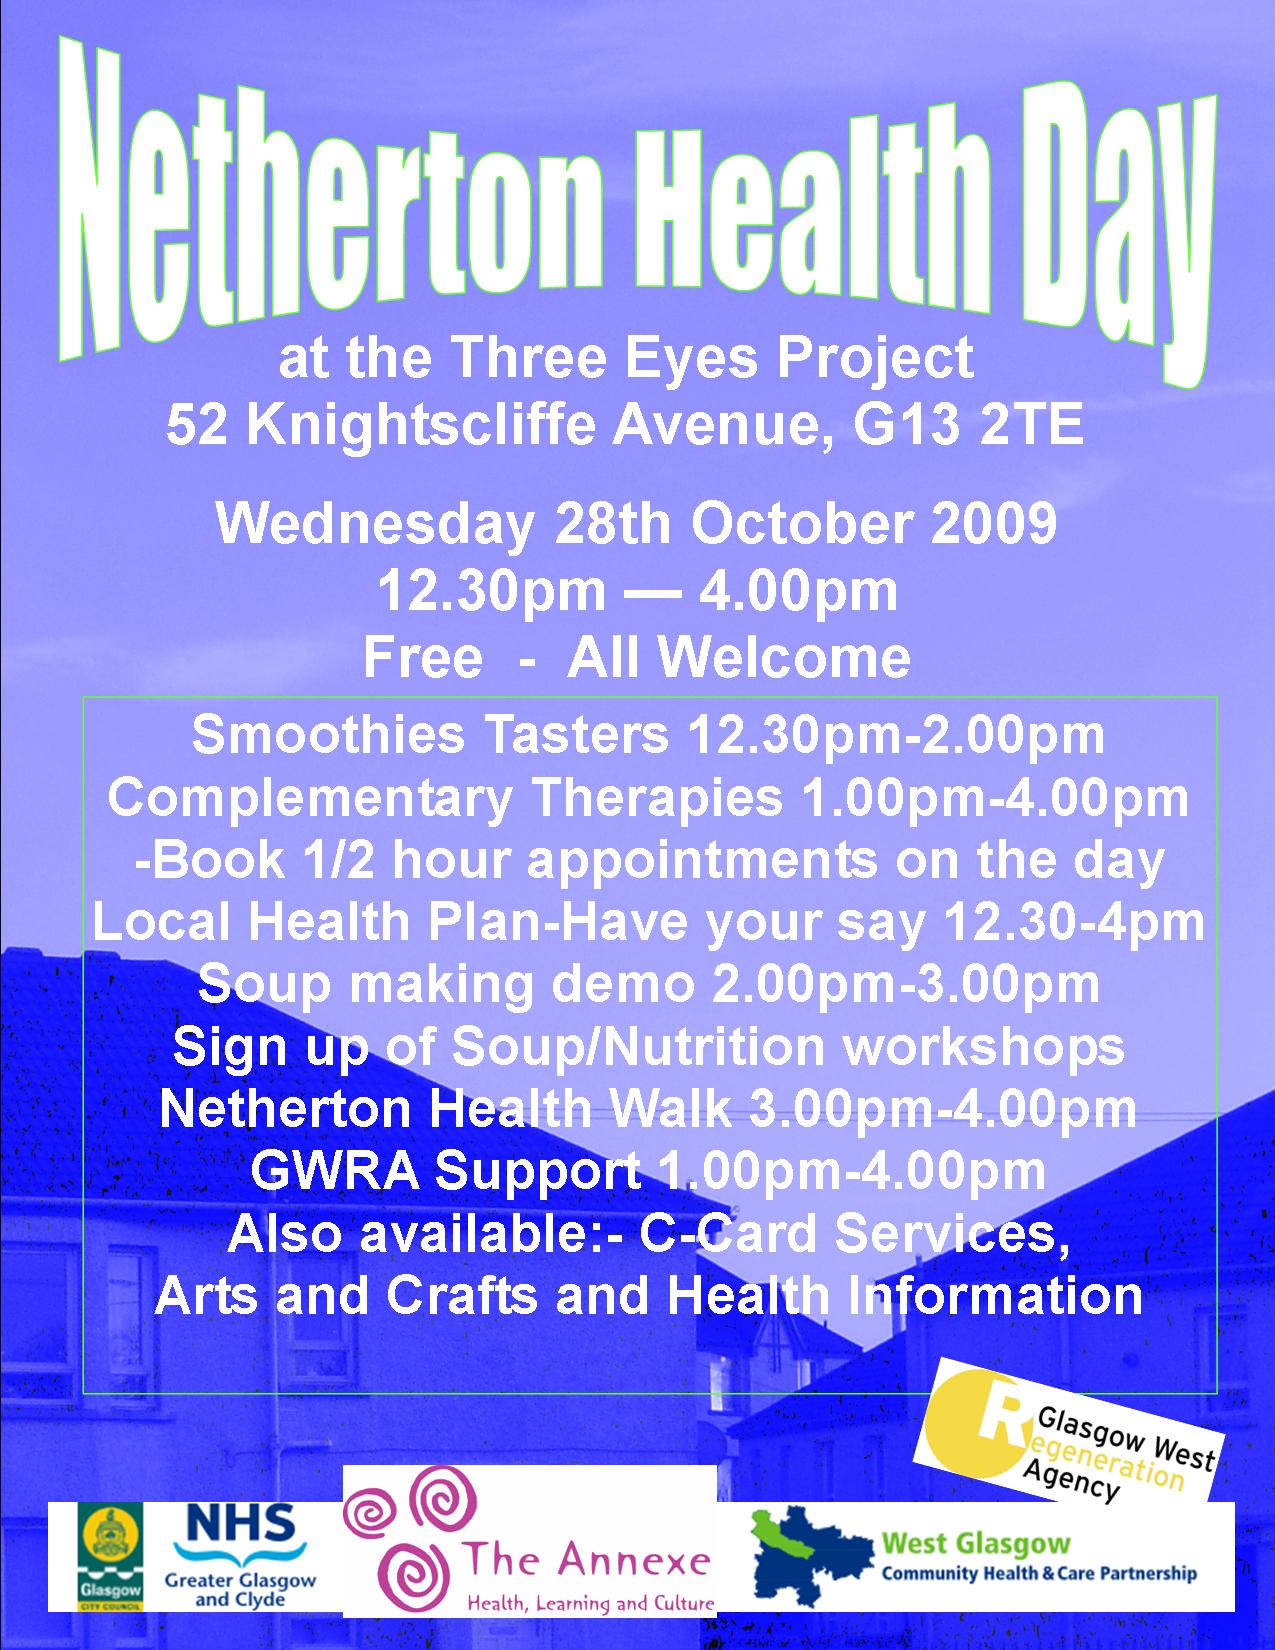 Netherton Health Day
at the Three Eyes Project
52 Knightscliffe Avenue, G13 2TE
Wednesday 28th October 2009
12.30pm — 4.00pm
Free - All Welcome
Smoothies Tasters 12.30pm-2.00pm
Complementary Therapies 1.00pm-4.00pm
-Book 1/2 hour appointments on the day
Local Health Plan-Have your say 12.30-4pm
Soup making demo 2.00pm-3.00pm
Sign up of Soup/Nutrition workshops
Netherton Health Walk 3.00pm-4.00pm
GWRA Support 1.00pm-4.00pm
Also available:- C-Card Services,
Arts and Crafts and Health Information
Glasgow West
Regeneration
Agency
Glasgow
CITY COUNCIL
NHS
Greater Glasgow
and Clyde
The Annexe
Health, Learning and Culture
West Glasgow
Community Health & Care Partnership